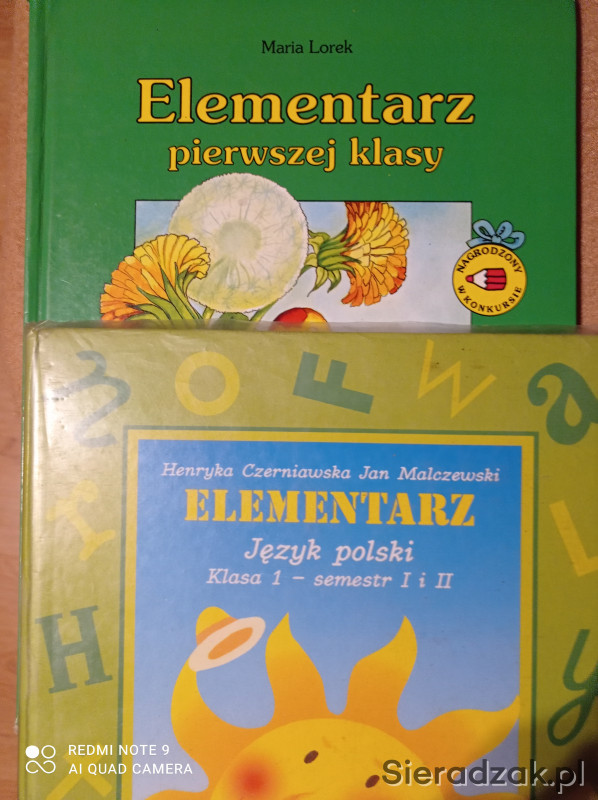 Maria Lorek
Elementarz
pierwszej klasy
NAGRODZONY
W KONKURSIE
m O F W a
r L
H y
Henryka Czerniawska Jan Malczewski
ELEMENTARZ
Język polski
Klasa 1 - semestr I i II
REDMI NOTE 9
AI QUAD CAMERA
Sieradzak.pl